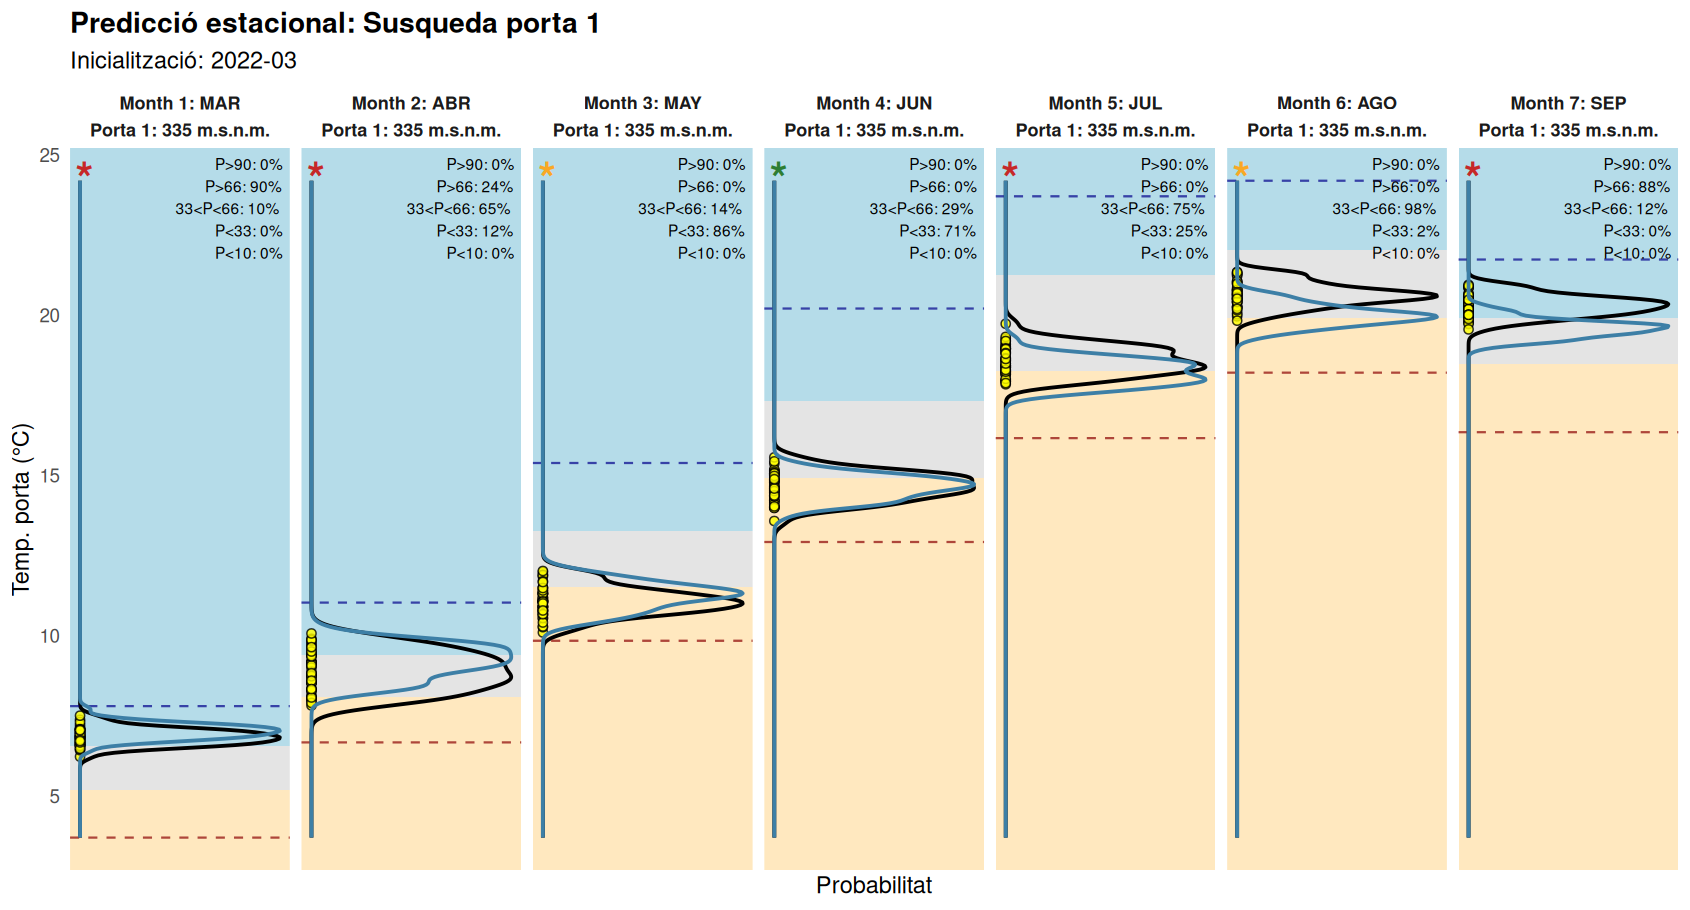 Predicció estacional: Susqueda porta 1
Inicialització: 2022-03
Month 1: MAR
Porta 1: 335 m.s.n.m.
Month 2: ABR
Porta 1: 335 m.s.n.m.
Month 3: MAY
Porta 1: 335 m.s.n.m.
Month 4: JUN
Porta 1: 335 m.s.n.m.
Month 5: JUL
Porta 1: 335 m.s.n.m.
Month 6: AGO
Porta 1: 335 m.s.n.m.
Month 7: SEP
Porta 1: 335 m.s.n.m.
*
P>90: 0%
P>66: 90%
33<P<66: 10%
P<33: 0%
P<10: 0%
*
P>90: 0%
P>66: 24%
33<P<66: 65%
P<33: 12%
P<10: 0%
*
P>90: 0%
P>66: 0%
33<P<66: 14%
P<33: 86%
P<10: 0%
*
P>90: 0%
P>66: 0%
33<P<66: 29%
P<33: 71%
P<10: 0%
*
P>90: 0%
P>66: 0%
33<P<66: 75%
P<33: 25%
P<10: 0%
*
P>90: 0%
P>66: 0%
33<P<66: 98%
P<33: 2%
P<10: 0%
*
P>90: 0%
P>66: 88%
33<P<66: 12%
P<33: 0%
P<10: 0%
25
20
15
10
5
Temp. porta (°C)
Probabilitat